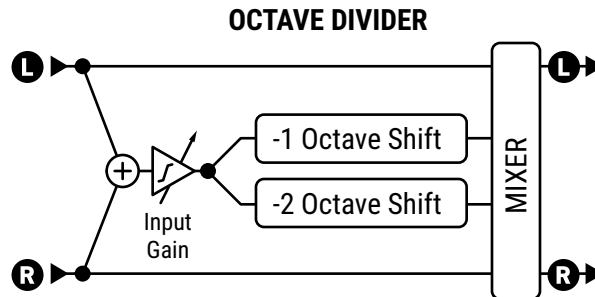 OCTAVE DIVIDER
L
L
-1 Octave Shift
+
-2 Octave Shift
MIXER
Input
Gain
R
R